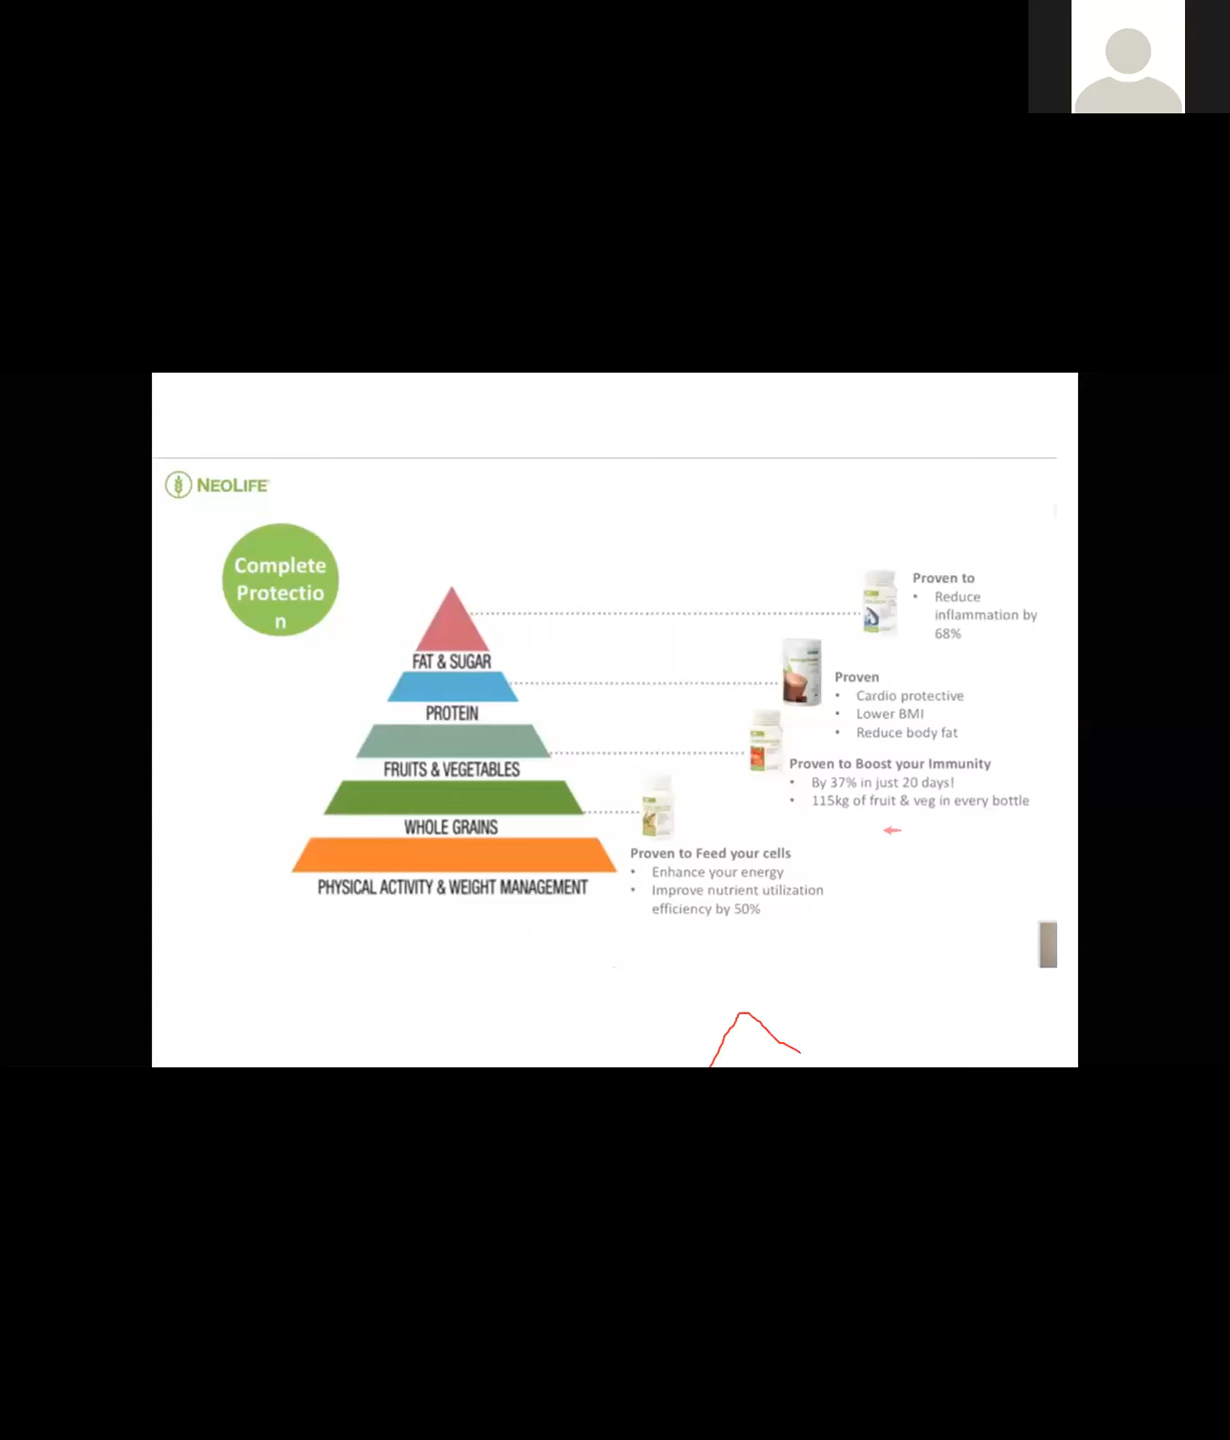 NEOLIFE
Complete
Protectio
n
FAT & SUGAR
PROTEIN
FRUITS & VEGETABLES
WHOLE GRAINS
PHYSICAL ACTIVITY & WEIGHT MANAGEMENT
Proven to
• Reduce
inflammation by
68%
Proven
• Cardio protective
• Lower BMI
• Reduce body fat
Proven to Boost your Immunity
• By 37% in just 20 days!
• 115kg of fruit & veg in every bottle
Proven to Feed your cells
• Enhance your energy
• Improve nutrient utilization
efficiency by 50%